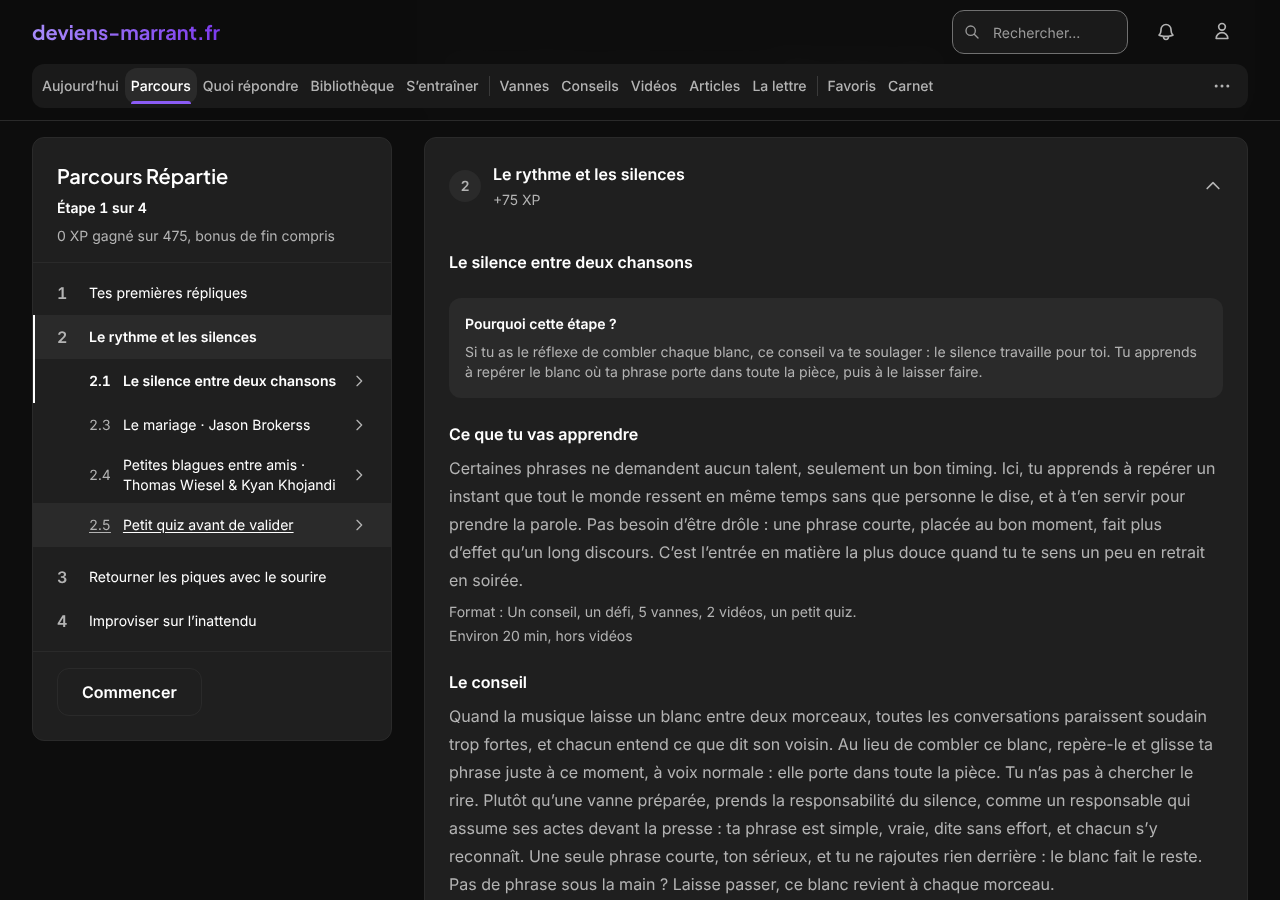 deviens-marrant.fr
Rechercher...
Aujourd’hui Parcours Quoi répondre Bibliothèque S’entraîner Vannes Conseils Vidéos Articles La lettre Favoris Carnet
Parcours Répartie
Étape 1 sur 4
0 XP gagné sur 475, bonus de fin compris
1 Tes premières répliques
2 Le rythme et les silences
2.1 Le silence entre deux chansons
2.3 Le mariage · Jason Brokerss
2.4 Petites blagues entre amis ·
Thomas Wiesel & Kyan Khojandi
2.5 Petit quiz avant de valider
3 Retourner les piques avec le sourire
4 Improviser sur l’inattendu
Commencer
2 Le rythme et les silences
+75 XP
Le silence entre deux chansons
Pourquoi cette étape ?
Si tu as le réflexe de combler chaque blanc, ce conseil va te soulager : le silence travaille pour toi. Tu apprends
à repérer le blanc où ta phrase porte dans toute la pièce, puis à le laisser faire.
Ce que tu vas apprendre
Certaines phrases ne demandent aucun talent, seulement un bon timing. Ici, tu apprends à repérer un
instant que tout le monde ressent en même temps sans que personne le dise, et à t’en servir pour
prendre la parole. Pas besoin d’être drôle : une phrase courte, placée au bon moment, fait plus
d’effet qu’un long discours. C’est l’entrée en matière la plus douce quand tu te sens un peu en retrait
en soirée.
Format : Un conseil, un défi, 5 vannes, 2 vidéos, un petit quiz.
Environ 20 min, hors vidéos
Le conseil
Quand la musique laisse un blanc entre deux morceaux, toutes les conversations paraissent soudain
trop fortes, et chacun entend ce que dit son voisin. Au lieu de combler ce blanc, repère-le et glisse ta
phrase juste à ce moment, à voix normale : elle porte dans toute la pièce. Tu n’as pas à chercher le
rire. Plutôt qu’une vanne préparée, prends la responsabilité du silence, comme un responsable qui
assume ses actes devant la presse : ta phrase est simple, vraie, dite sans effort, et chacun s’y
reconnaît. Une seule phrase courte, ton sérieux, et tu ne rajoutes rien derrière : le blanc fait le reste.
Pas de phrase sous la main ? Laisse passer, ce blanc revient à chaque morceau.